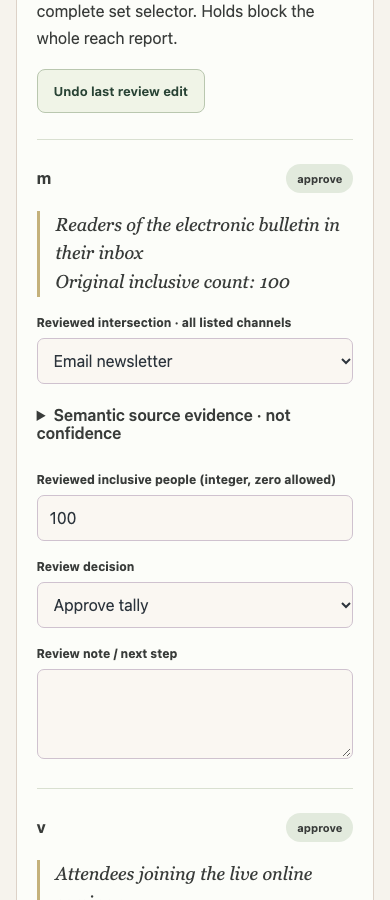 complete set selector. Holds block the
whole reach report.
Undo last review edit
m
approve
Readers of the electronic bulletin in
their inbox
Original inclusive count: 100
Reviewed intersection · all listed channels
Email newsletter
▶ Semantic source evidence · not
confidence
Reviewed inclusive people (integer, zero allowed)
100
Review decision
Approve tally
Review note / next step
v
approve
Attendees joining the live online